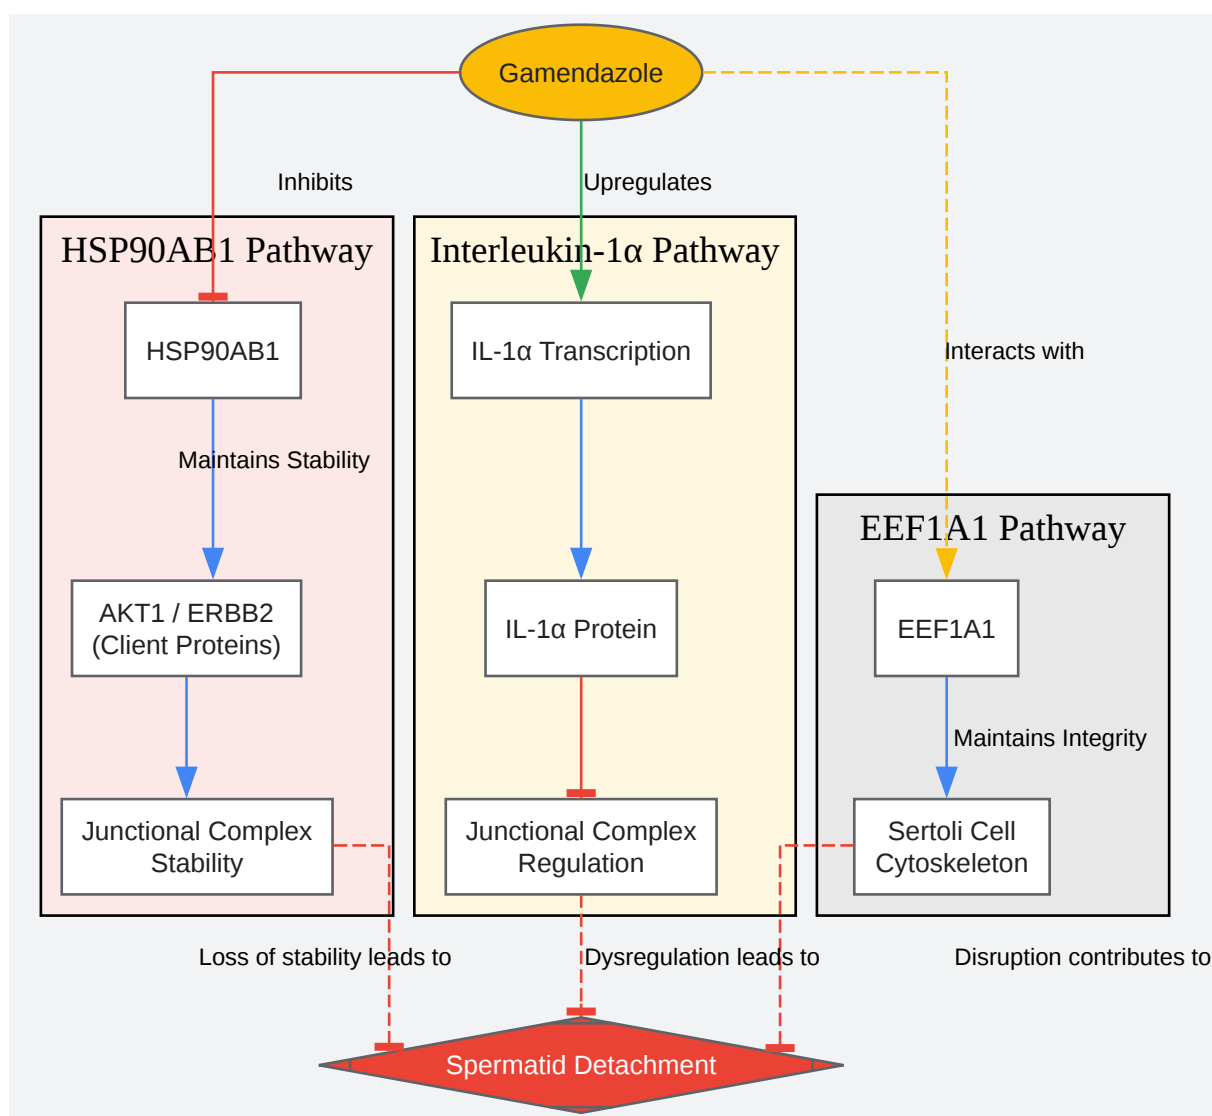 Gamendazole
Inhibits
Upregulates
HSP90AB1 Pathway
Interleukin-1α Pathway
HSP90AB1
IL-1α Transcription
Interacts with
Maintains Stability
EEF1A1 Pathway
AKT1 / ERBB2
(Client Proteins)
IL-1α Protein
EEF1A1
Maintains Integrity
Junctional Complex
Stability
Junctional Complex
Regulation
Sertoli Cell
Cytoskeleton
Loss of stability leads to
Dysregulation leads to
Disruption contributes to
Spermatid Detachment